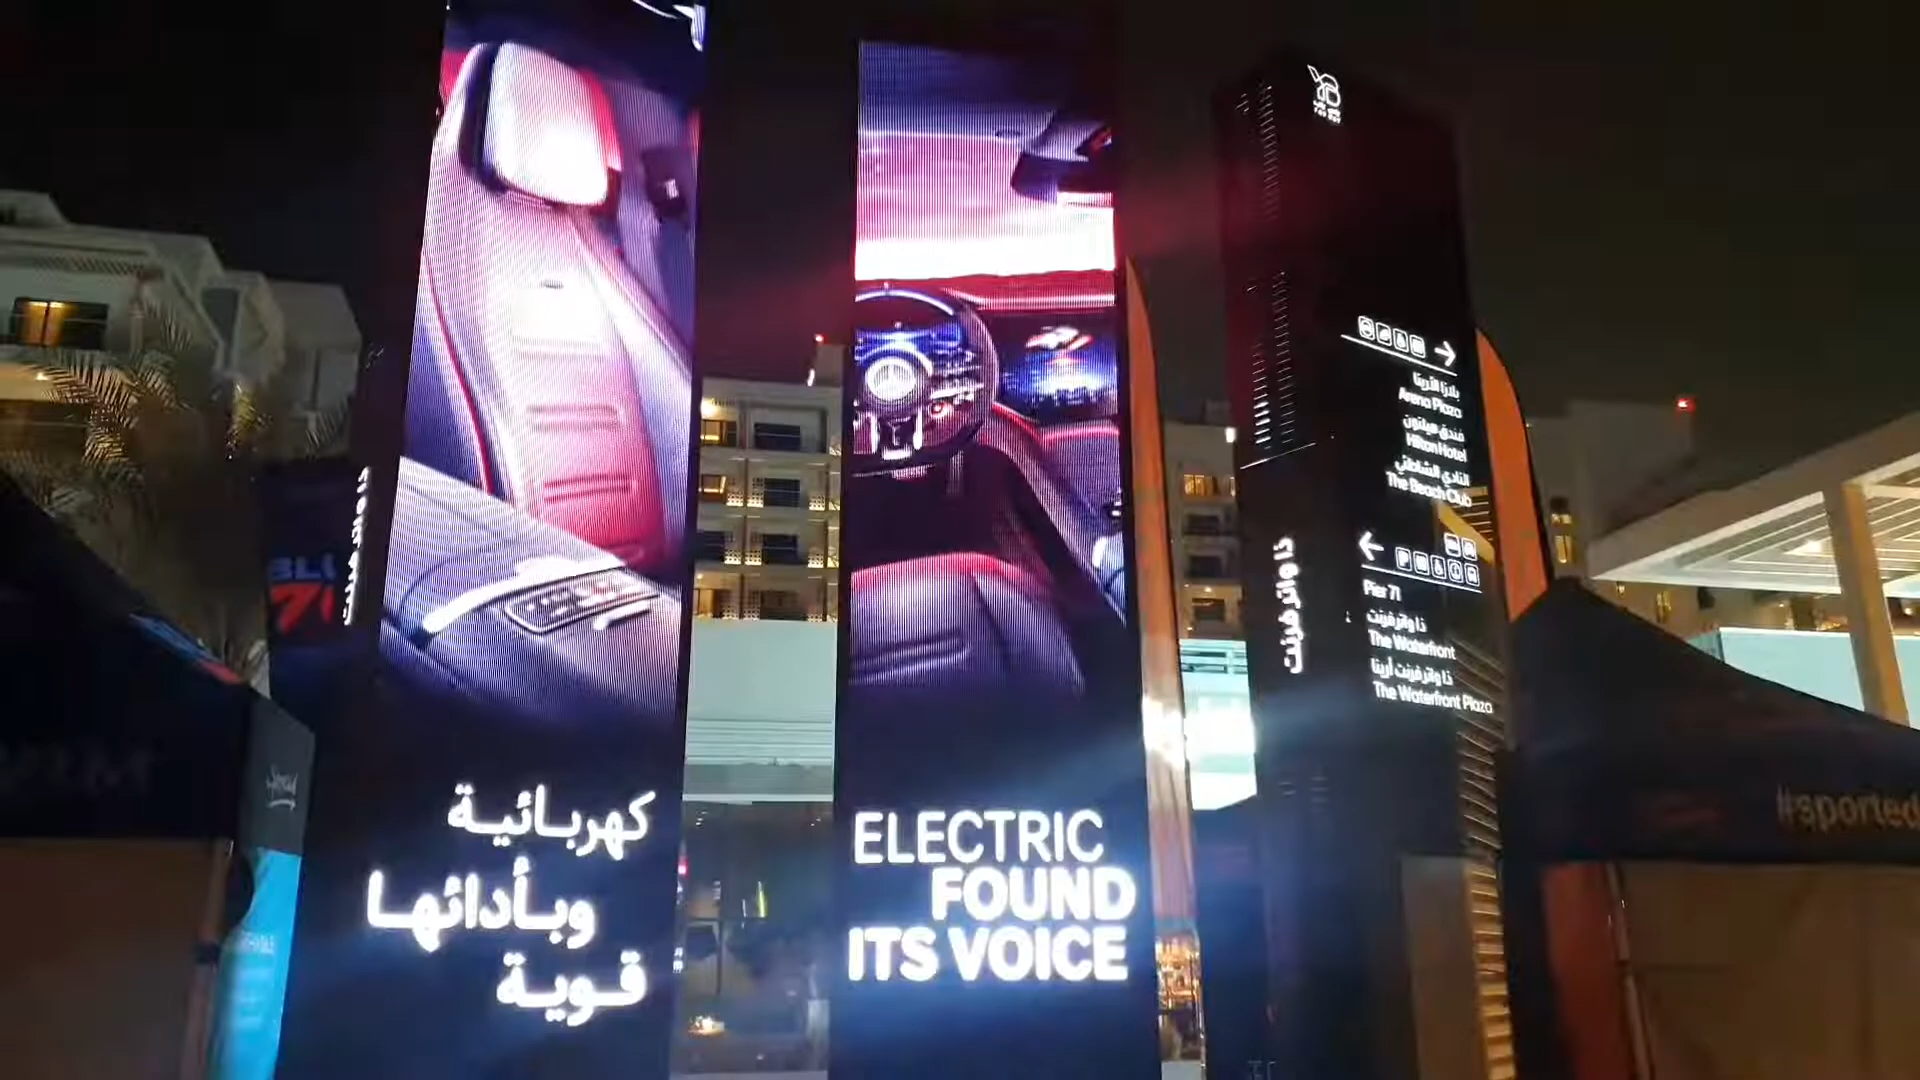 كهربائية
وبأدائها
قوية
ELECTRIC
FOUND
ITS VOICE
ذا واترفرنت
بلازا أرينا
Arena Plaza
فندق هيلتون
Hilton Hotel
النادي الشاطئي
The Beach Club
Pier 71
ذا واترفرنت
The Waterfront
ذا واترفرنت أرينا
The Waterfront Plaza
#sported